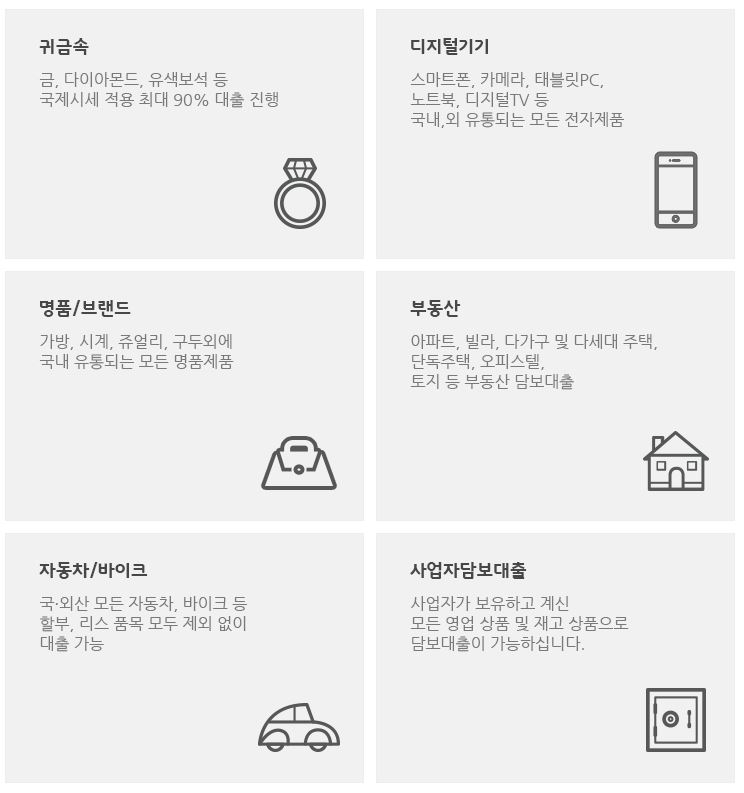 귀금속
금, 다이아몬드, 유색보석 등
국제시세 적용 최대 90% 대출 진행
디지털기기
스마트폰, 카메라, 태블릿PC,
노트북, 디지털TV 등
국내,외 유통되는 모든 전자제품
명품/브랜드
가방, 시계, 쥬얼리, 구두외에
국내 유통되는 모든 명품제품
부동산
아파트, 빌라, 다가구 및 다세대 주택,
단독주택, 오피스텔,
토지 등 부동산 담보대출
자동차/바이크
국·외산 모든 자동차, 바이크 등
할부, 리스 품목 모두 제외 없이
대출 가능
사업자담보대출
사업자가 보유하고 계신
모든 영업 상품 및 재고 상품으로
담보대출이 가능하십니다.